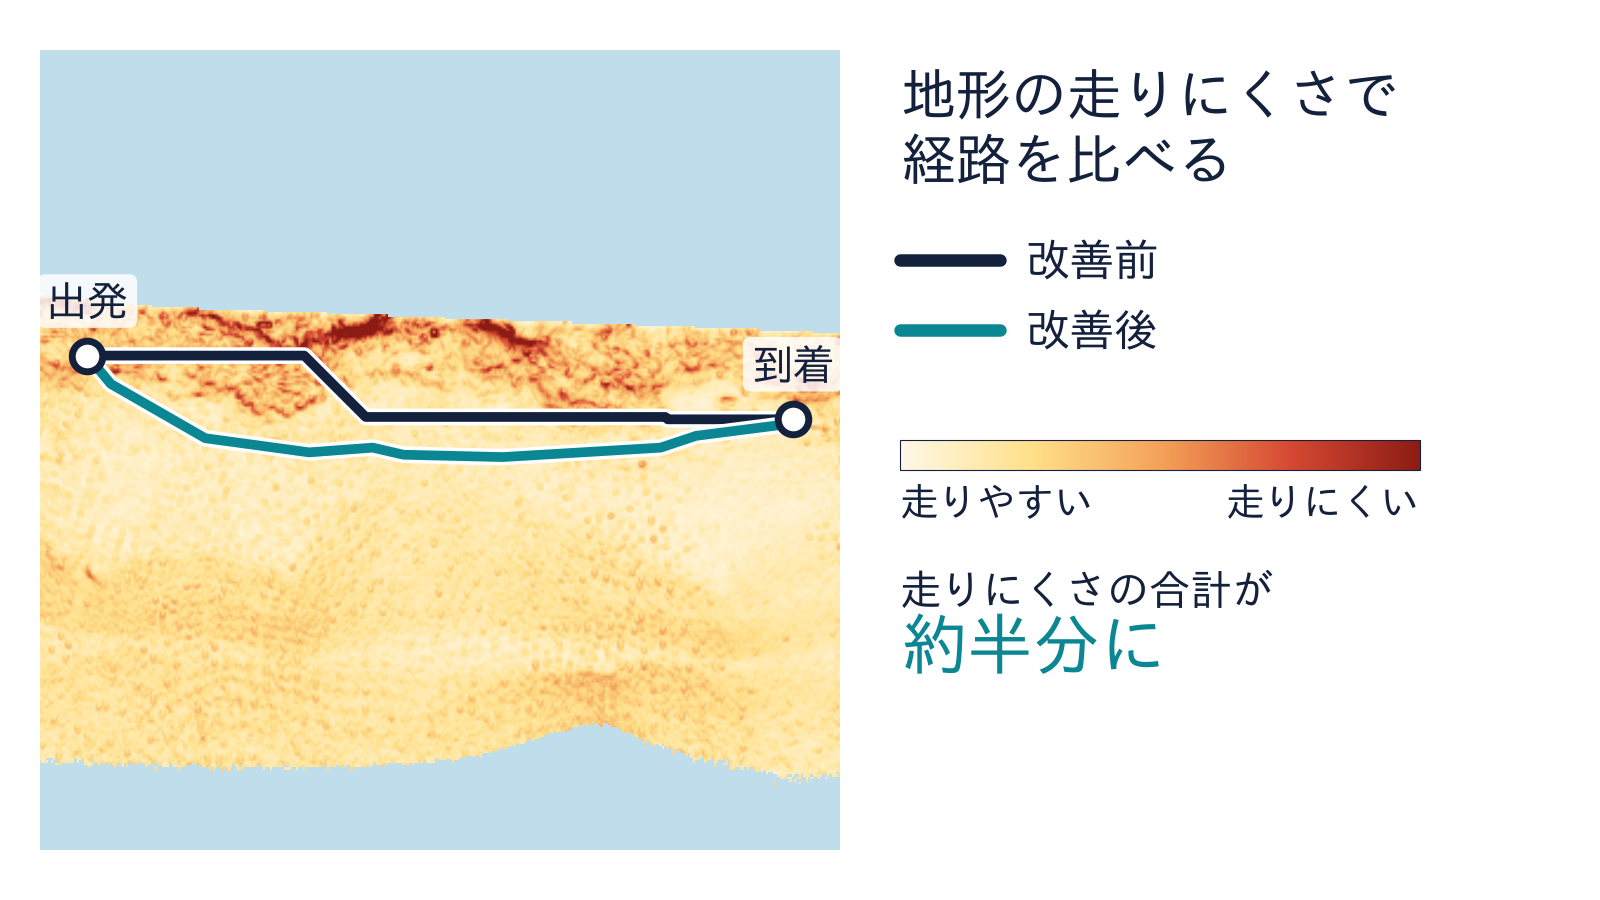 地形の走りにくさで
経路を比べる
改善前
改善後
出発
到着
走りやすい
走りにくい
走りにくさの合計が
約半分に